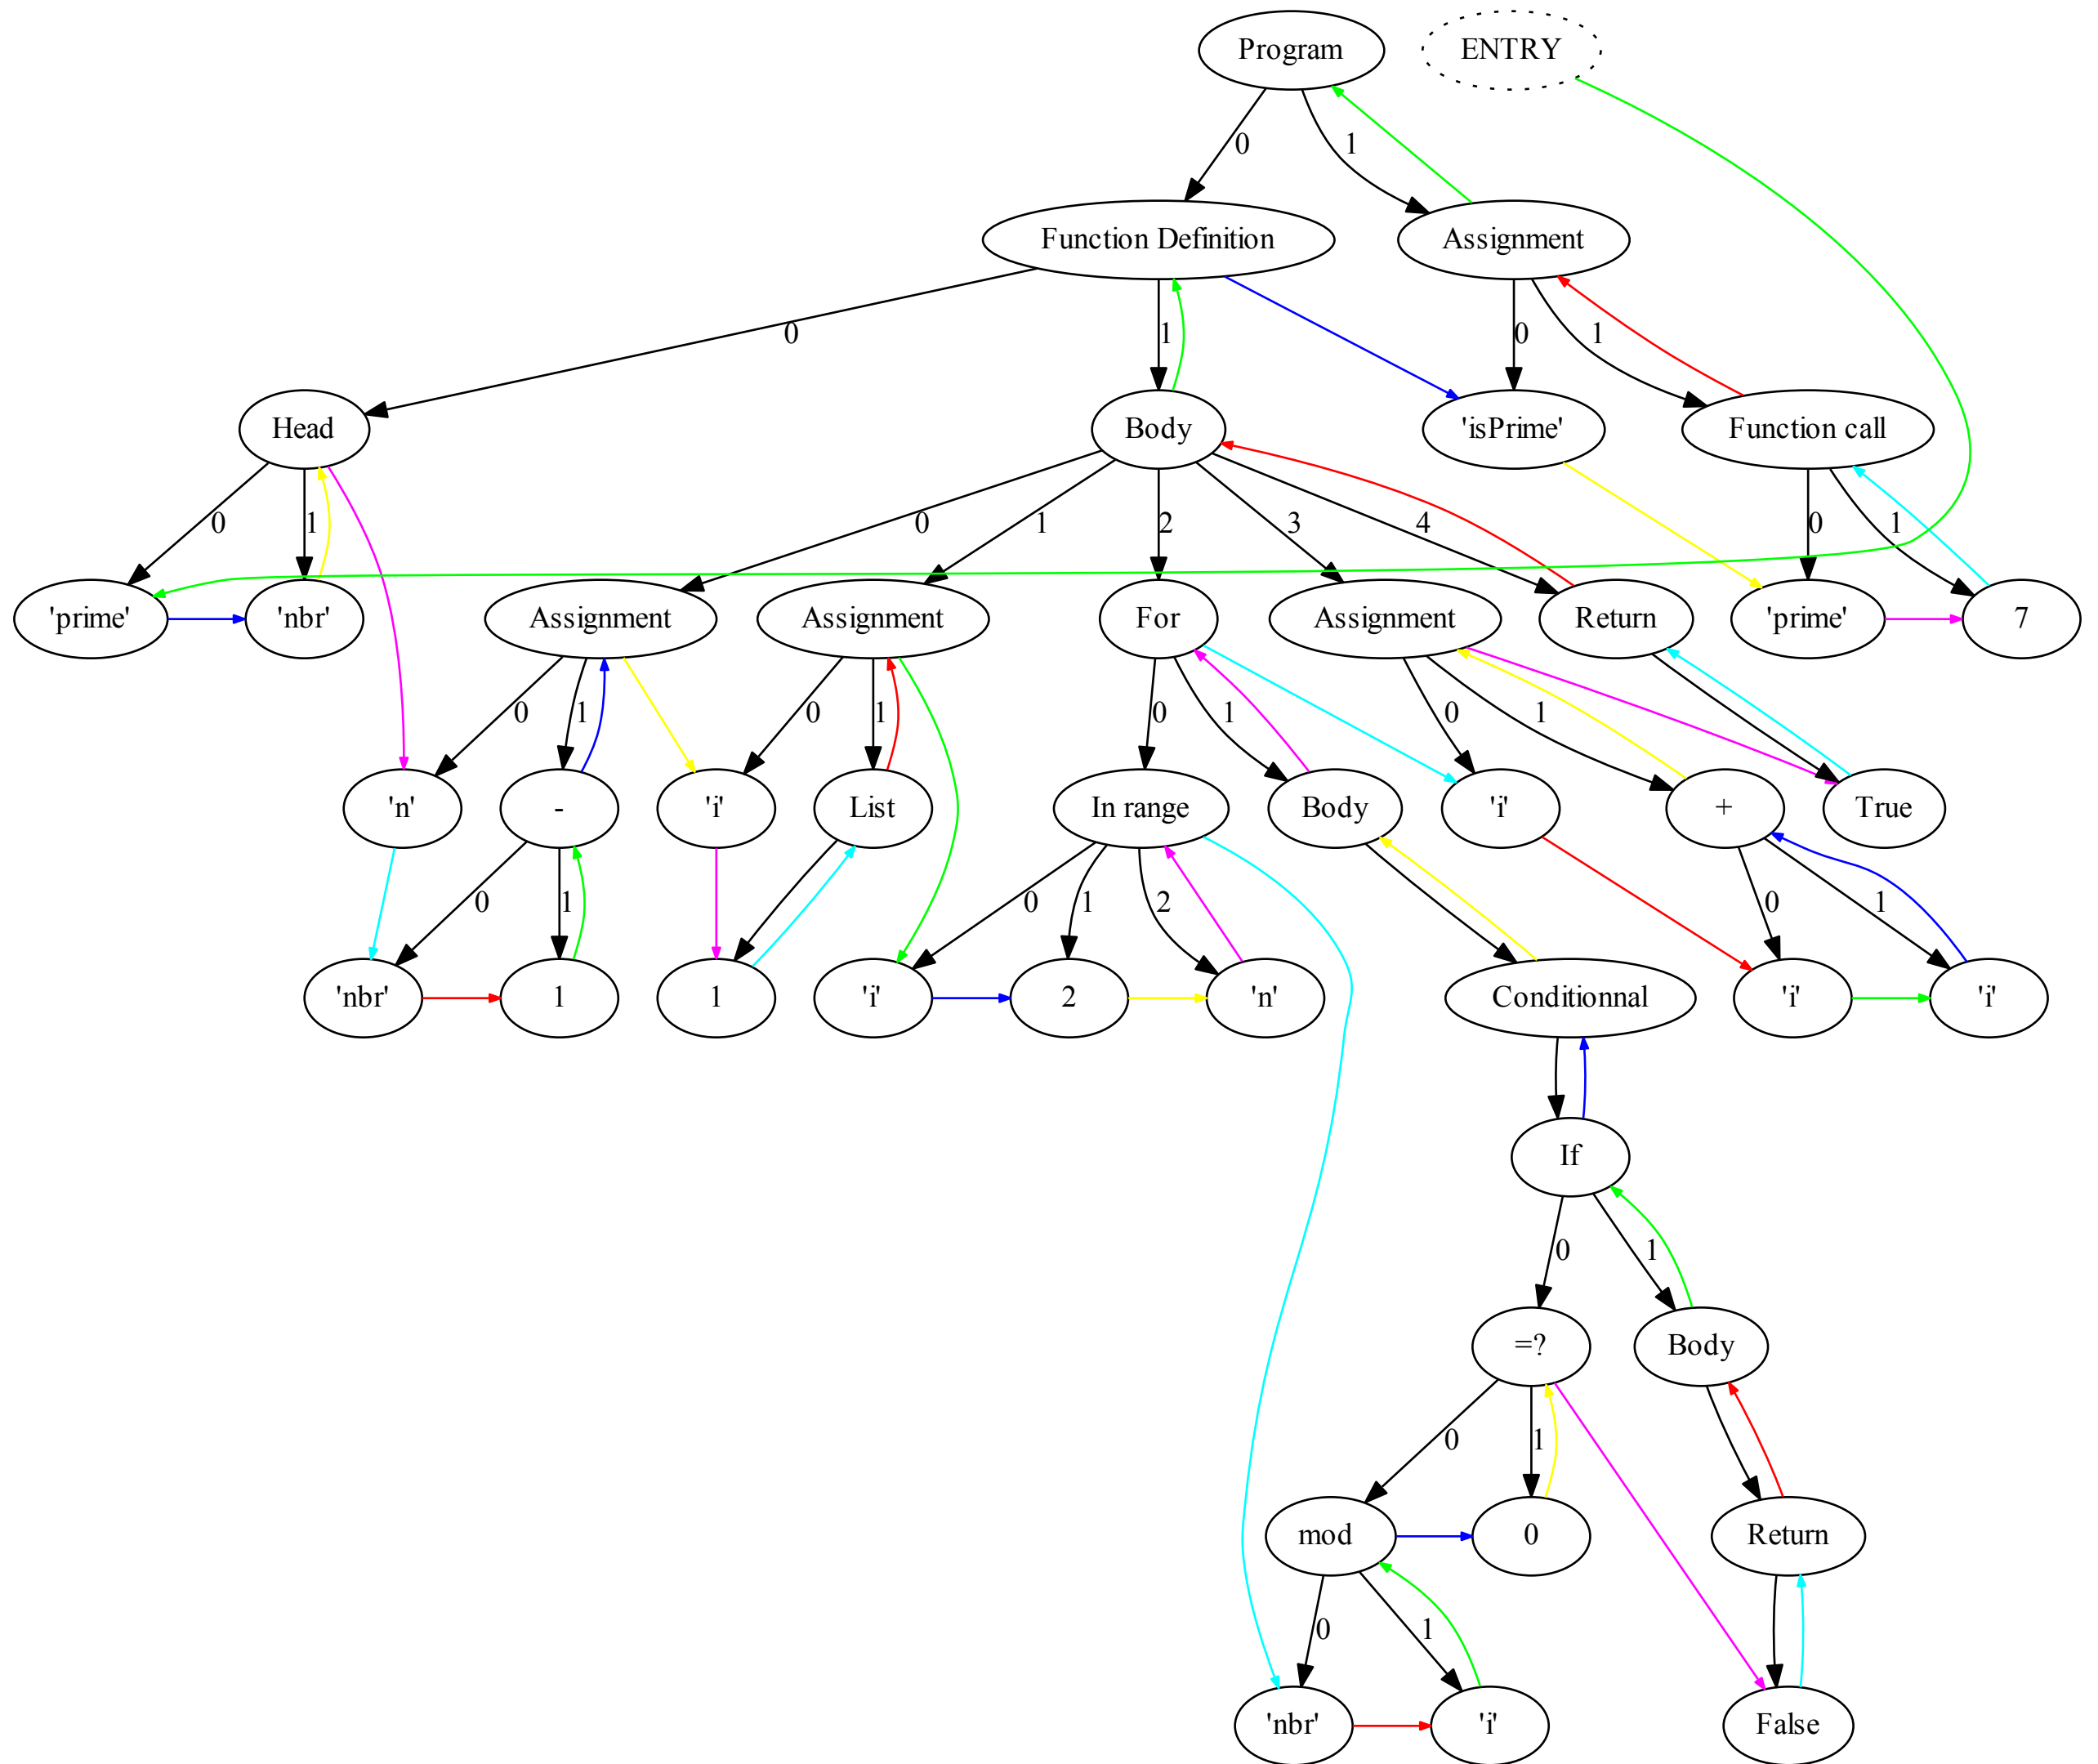 Program
ENTRY
0
1
Function Definition
Assignment
0
1
0
1
Head
Body
'isPrime'
Function call
0
1
0
1
2
3
4
0
1
'prime'
'nbr'
Assignment
Assignment
For
Assignment
Return
'prime'
7
0
1
0
1
0
1
0
1
'n'
-
'i'
List
In range
Body
'i'
+
True
0
1
0
1
2
0
1
'nbr'
1
1
'i'
2
'n'
Conditionnal
'i'
'i'
If
0
1
=?
Body
0
1
mod
0
Return
0
1
'nbr'
'i'
False